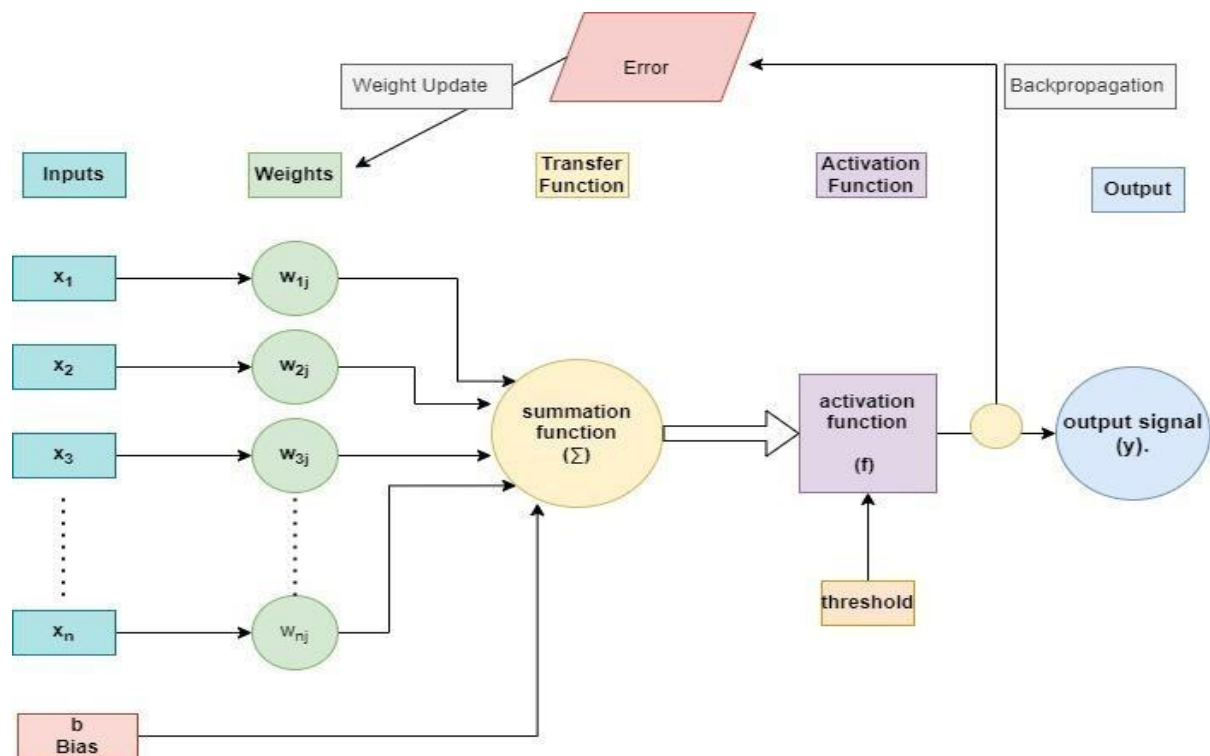 Error
Weight Update
Backpropagation
Inputs
Weights
Transfer
Function
Activation
Function
Output
x₁
w₁ⱼ
x₂
w₂ⱼ
x₃
w₃ⱼ
xₙ
wₙⱼ
summation
function
(∑)
activation
function
(f)
output signal
(y).
threshold
b
Bias